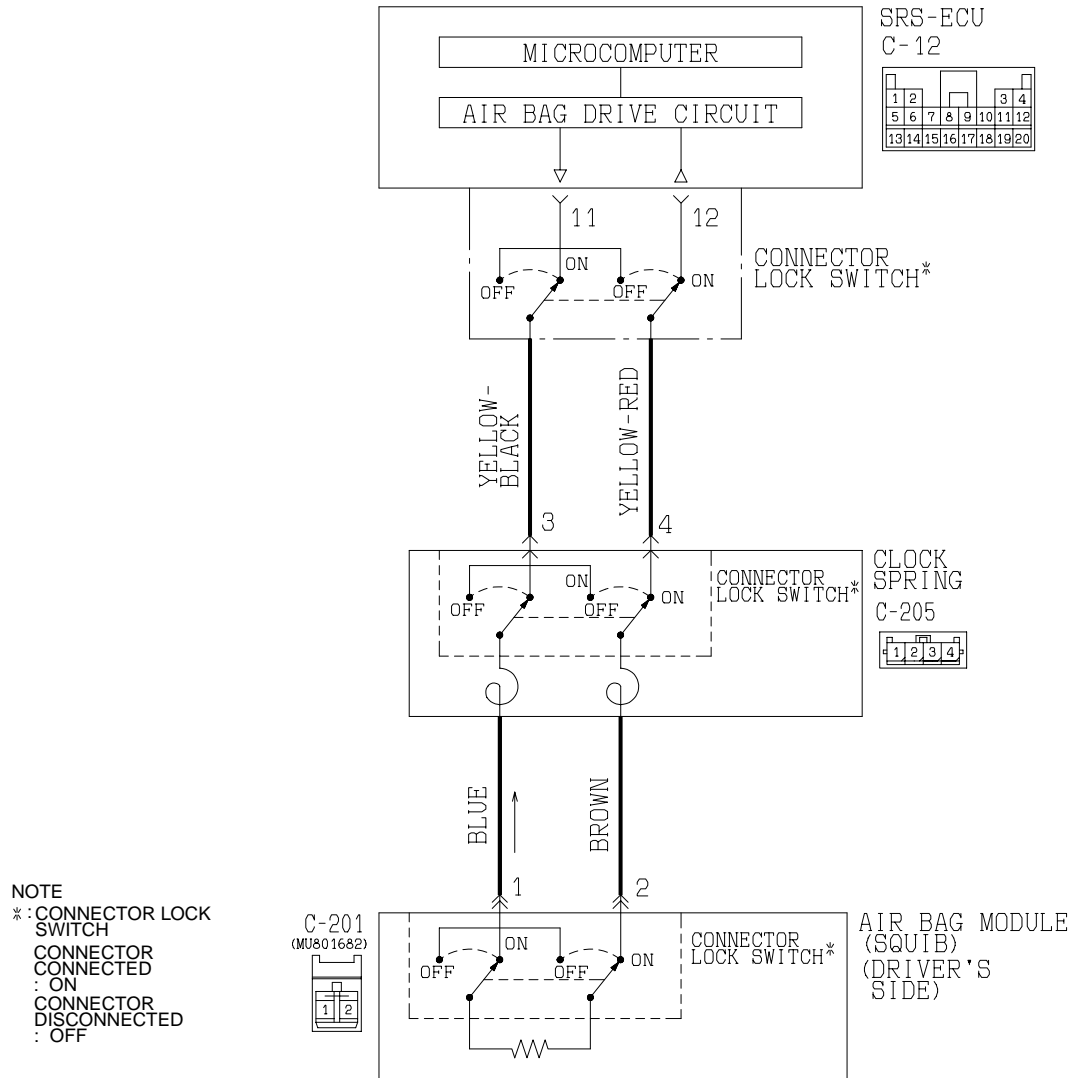 SRS-ECU
C-12
MICROCOMPUTER
AIR BAG DRIVE CIRCUIT
1 2 3 4
5 6 7 8 9 10 11 12
13 14 15 16 17 18 19 20
11
12
ON
OFF
OFF
ON
CONNECTOR
LOCK SWITCH*
YELLOW-
BLACK
YELLOW-RED
3
4
CLOCK
SPRING
C-205
1 2 3 4
ON
OFF
OFF
ON
CONNECTOR
LOCK SWITCH*
BLUE
BROWN
1
2
NOTE
* : CONNECTOR LOCK
SWITCH
CONNECTOR
CONNECTED
: ON
CONNECTOR
DISCONNECTED
: OFF
C-201
(MU801682)
1 2
ON
OFF
OFF
ON
CONNECTOR
LOCK SWITCH*
AIR BAG MODULE
(SQUIB)
(DRIVER'S
SIDE)